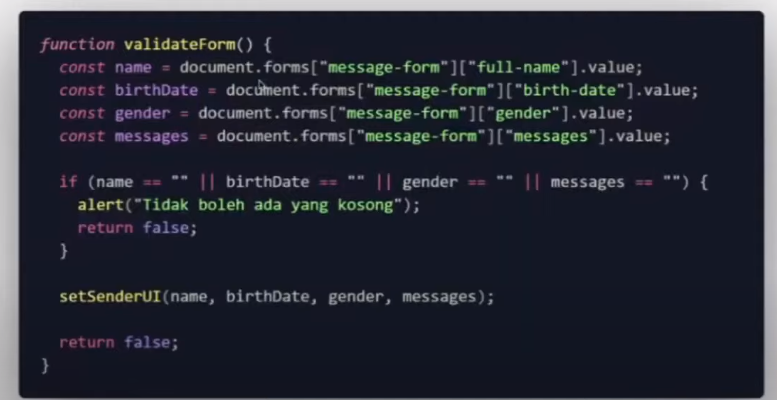 function validateForm() {
  const name = document.forms["message-form"]["full-name"].value;
  const birthDate = document.forms["message-form"]["birth-date"].value;
  const gender = document.forms["message-form"]["gender"].value;
  const messages = document.forms["message-form"]["messages"].value;

  if (name == "" || birthDate == "" || gender == "" || messages == "") {
    alert("Tidak boleh ada yang kosong");
    return false;
  }

  setSenderUI(name, birthDate, gender, messages);

  return false;
}